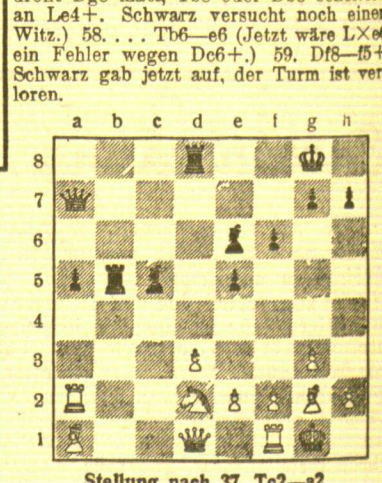 an Le4+. Schwarz versucht noch einen
Witz.) 58. . . . Tb6—e6 (Jetzt wäre L×e6
ein Fehler wegen Dc6+.) 59. Df8—f5+
Schwarz gab jetzt auf, der Turm ist ver
loren.
a b c d e f g h
8
7
6
5
4
3
2
1
Stellung nach 37. Tc2—a2